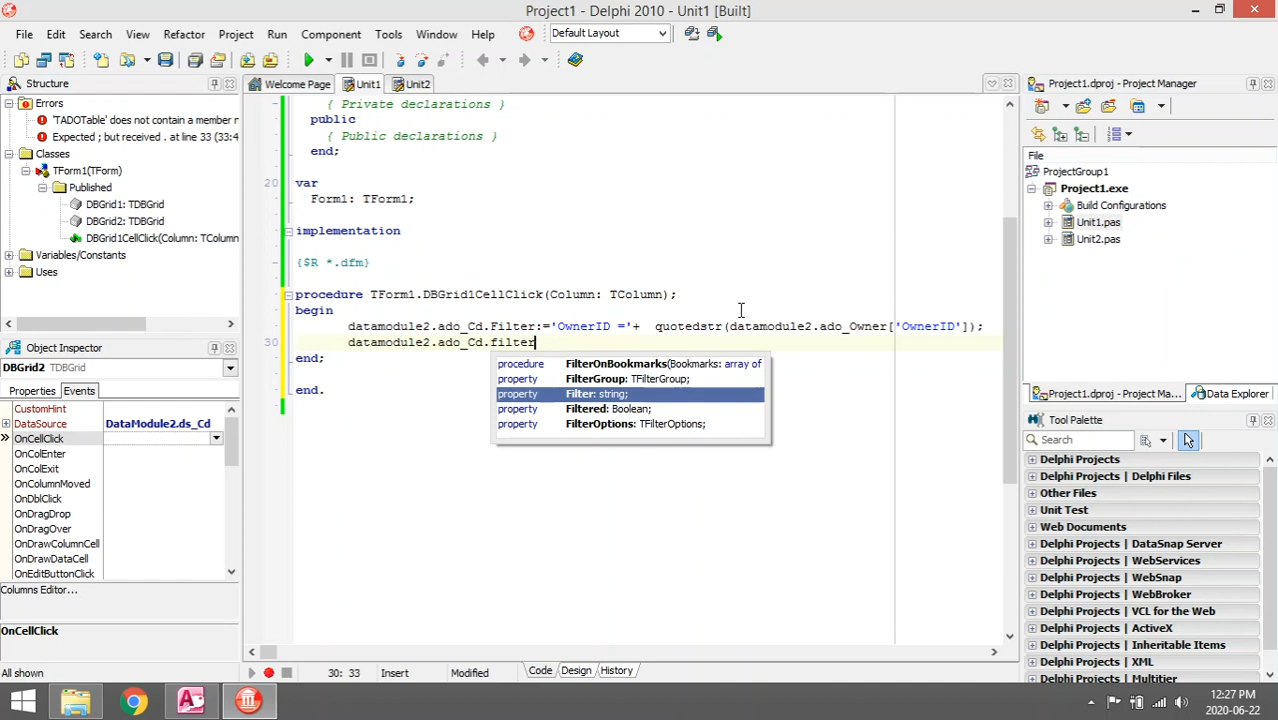 Project1 - Delphi 2010 - Unit1 [Built]
File Edit Search View Refactor Project Run Component Tools Window Help Default Layout
Structure
Errors
'TADOTable' does not contain a member n
Expected ; but received . at line 33 (33:4
Classes
TForm1(TForm)
Published
DBGrid1: TDBGrid
DBGrid2: TDBGrid
DBGrid1CellClick(Column: TColumn
Variables/Constants
Uses
Object Inspector
DBGrid2 TDBGrid
Properties Events
CustomHint
DataSource DataModule2.ds_Cd
OnCellClick
OnColEnter
OnColExit
OnColumnMoved
OnDblClick
OnDragDrop
OnDragOver
OnDrawColumnCell
OnDrawDataCell
OnEditButtonClick
Columns Editor...
OnCellClick
All shown
Welcome Page Unit1 Unit2
{ Private declarations }
public
{ Public declarations }
end;
20 var
Form1: TForm1;
implementation
{$R *.dfm}
procedure TForm1.DBGrid1CellClick(Column: TColumn);
begin
datamodule2.ado_Cd.Filter:='OwnerID ='+ quotedstr(datamodule2.ado_Owner['OwnerID']);
30 datamodule2.ado_Cd.filter
end;
end.
procedure FilterOnBookmarks(Bookmarks: array of
property FilterGroup: TFilterGroup;
property Filter: string;
property Filtered: Boolean;
property FilterOptions: TFilterOptions;
30: 33 Insert Modified Code Design History
Project1.dproj - Project Manager
File
ProjectGroup1
Project1.exe
Build Configurations
Unit1.pas
Unit2.pas
Project1.dproj - Project Ma... Data Explorer
Tool Palette
Search
Delphi Projects
Delphi Projects | Delphi Files
Other Files
Unit Test
Web Documents
Delphi Projects | DataSnap Server
Delphi Projects | WebServices
Delphi Projects | WebSnap
Delphi Projects | WebBroker
Delphi Projects | VCL for the Web
Delphi Projects | ActiveX
Delphi Projects | Inheritable Items
Delphi Projects | XML
12:27 PM
2020-06-22